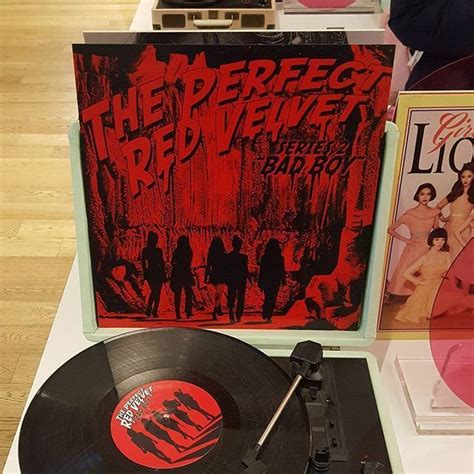 THE PERFECT
RED VELVET
SERIES 2
"BAD BOY"
THE PERFECT
RED VELVET